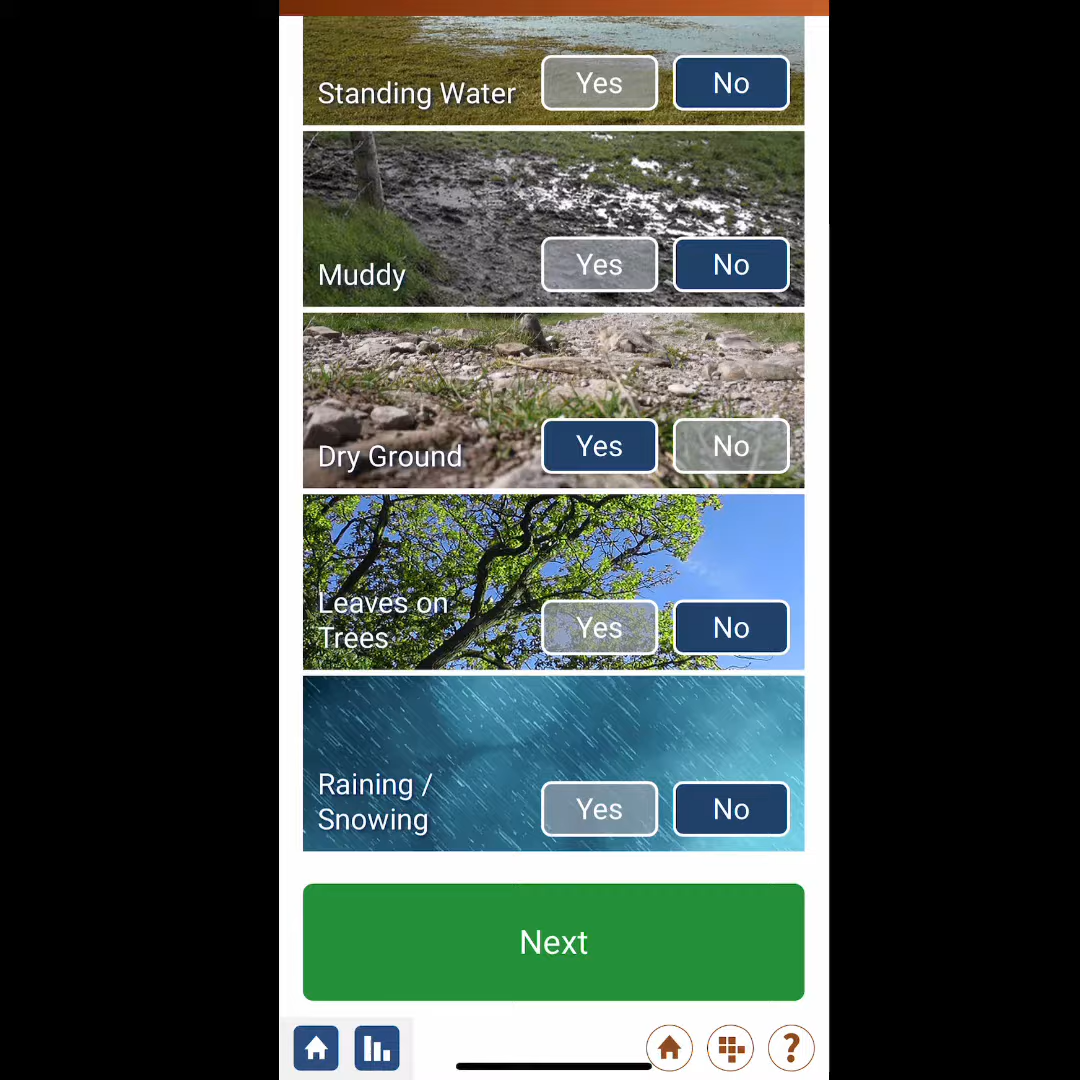 Standing Water
Yes
No
Muddy
Yes
No
Dry Ground
Yes
No
Leaves on
Trees
Yes
No
Raining /
Snowing
Yes
No
Next
?